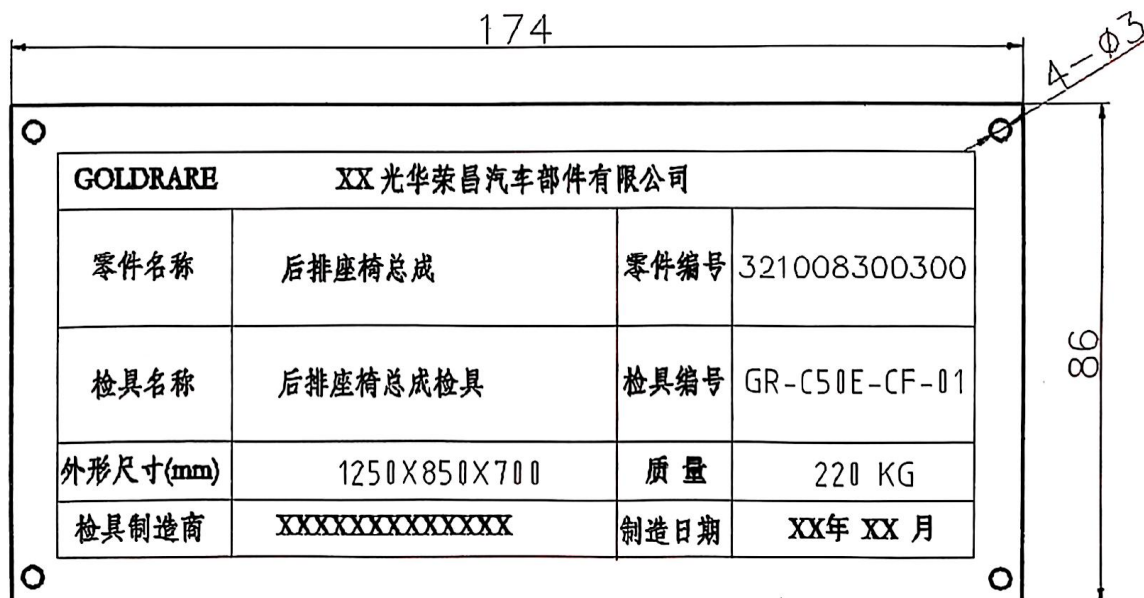 174
4-Φ3
GOLDRARE XX光华荣昌汽车部件有限公司
零件名称 后排座椅总成 零件编号 321008300300
86
检具名称 后排座椅总成检具 检具编号 GR-C50E-CF-01
外形尺寸(mm) 1250X850X700 质 量 220 KG
检具制造商 XXXXXXXXXXXXX 制造日期 XX年 XX 月